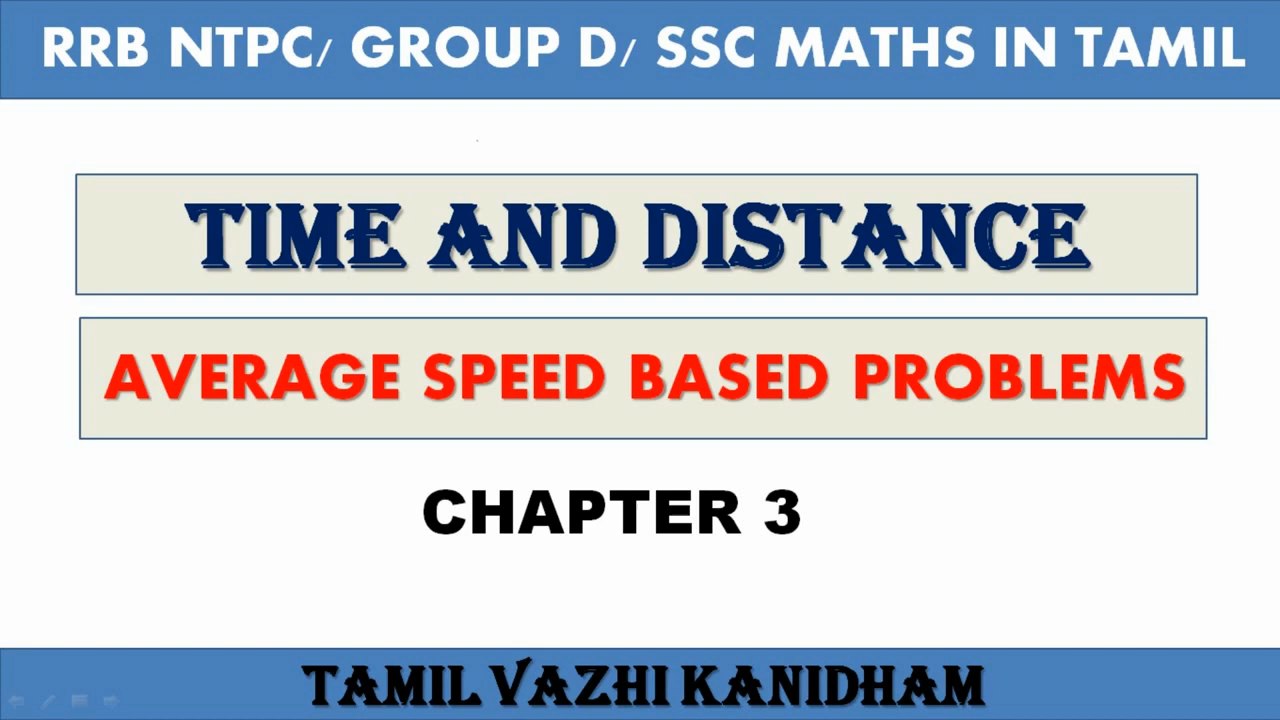 RRB NTPC/ GROUP D/ SSC MATHS IN TAMIL
TIME AND DISTANCE
AVERAGE SPEED BASED PROBLEMS
CHAPTER 3
TAMIL VAZHI KANIDHAM